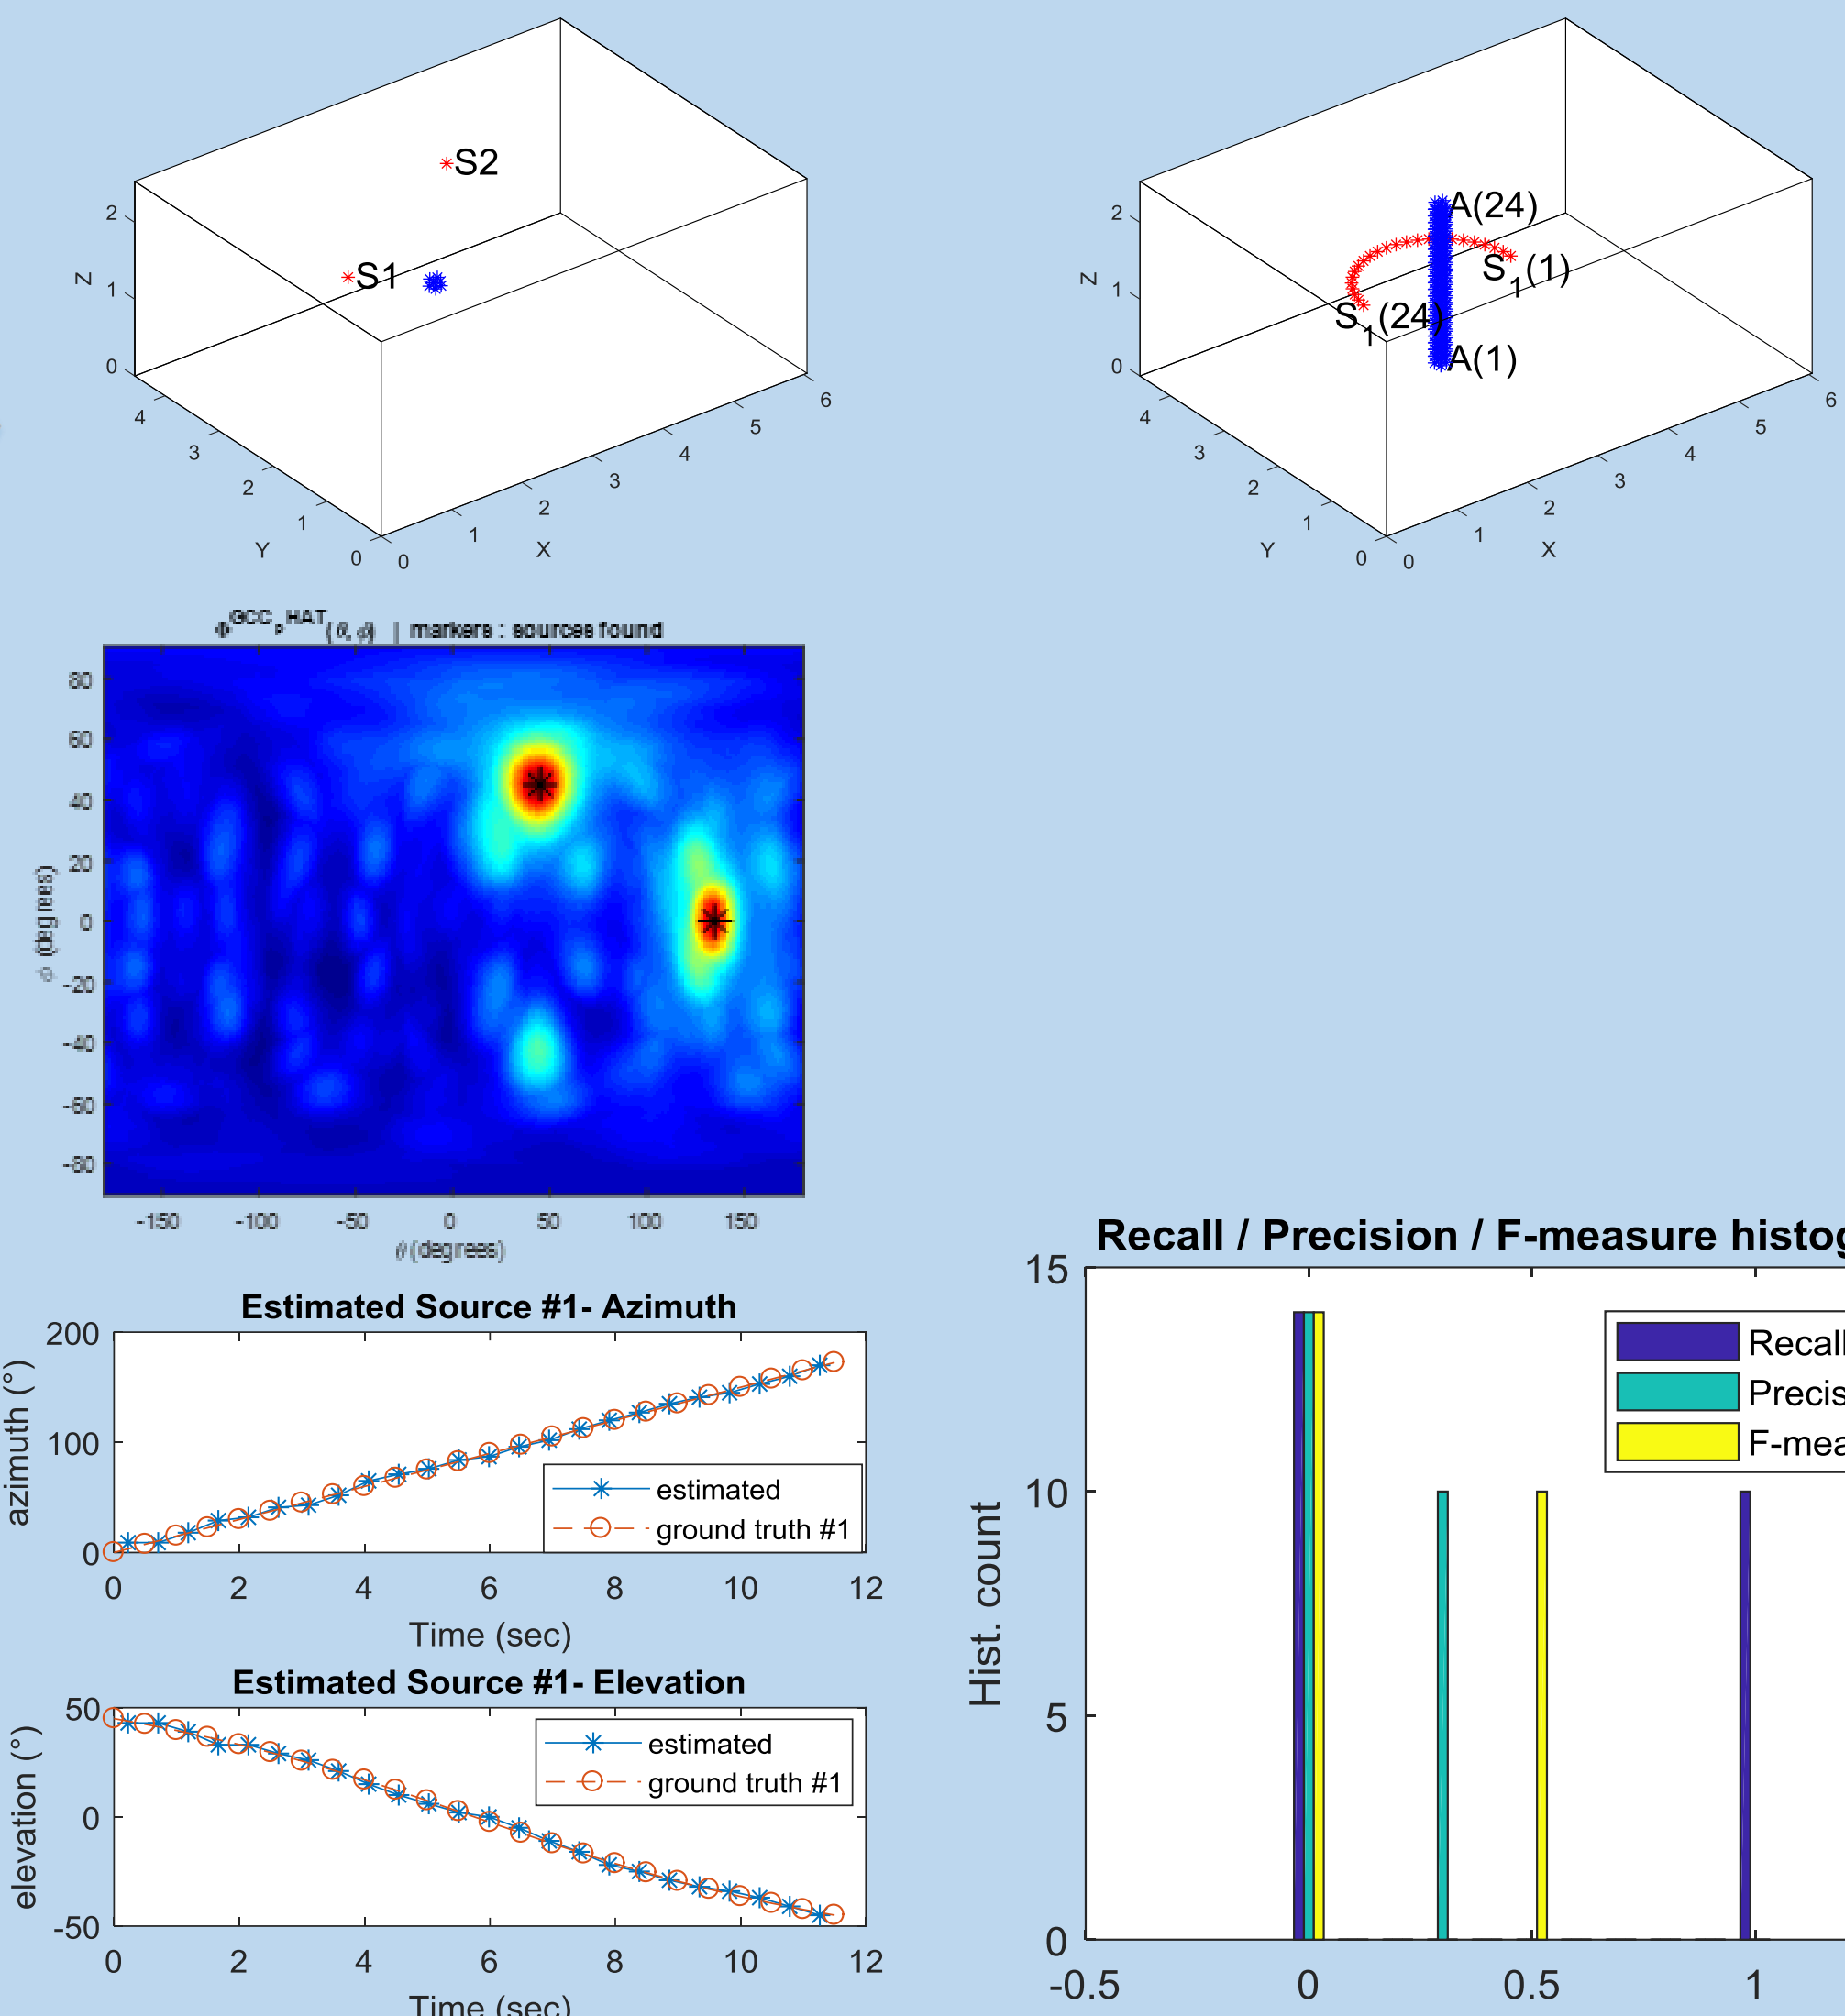 S2
S1
2
1
0
Z
4
3
2
1
0
Y
0
1
2
3
4
5
6
X
A(24)
S1(1)
S1(24)
A(1)
2
1
0
Z
4
3
2
1
0
Y
0
1
2
3
4
5
6
X
ΦGCCPHAT(θ, φ) | markers : sources found
80
60
40
20
0
-20
-40
-60
-80
φ (degrees)
-150 -100 -50 0 50 100 150
θ (degrees)
Estimated Source #1- Azimuth
200
100
0
azimuth (°)
estimated
ground truth #1
0 2 4 6 8 10 12
Time (sec)
Estimated Source #1- Elevation
50
0
-50
elevation (°)
estimated
ground truth #1
0 2 4 6 8 10 12
Time (sec)
Recall / Precision / F-measure histog
15
10
5
0
Hist. count
Recall
Precis
F-mea
-0.5 0 0.5 1